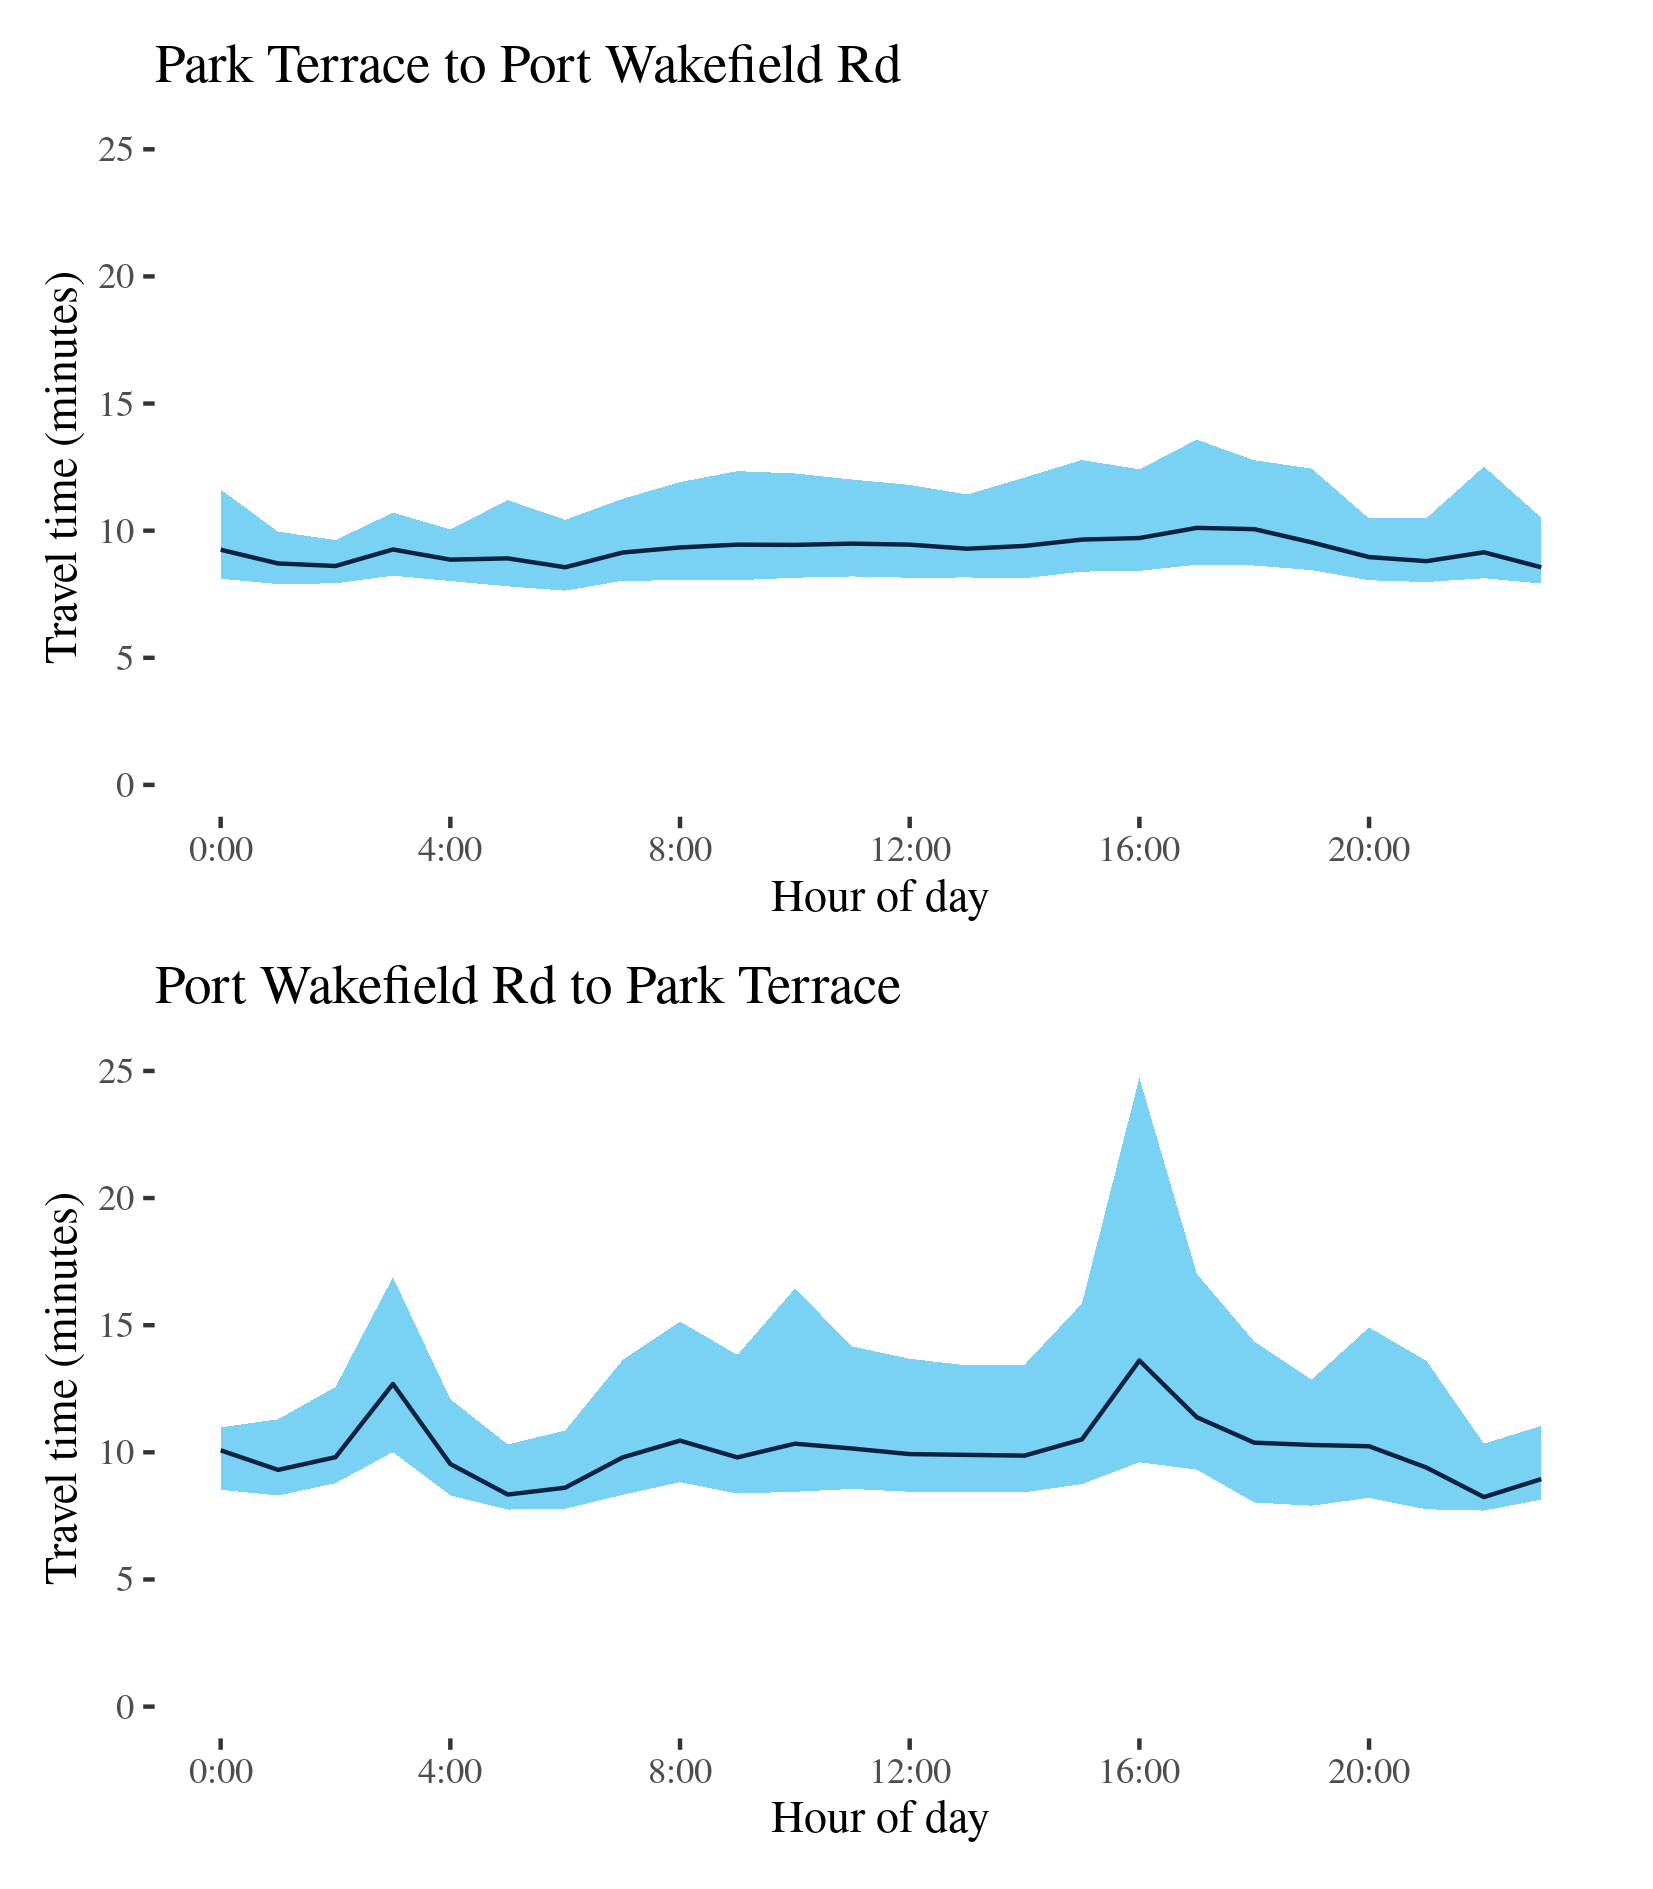 Park Terrace to Port Wakefield Rd
25
20
15
10
5
0
Travel time (minutes)
0:00 4:00 8:00 12:00 16:00 20:00
Hour of day
Port Wakefield Rd to Park Terrace
25
20
15
10
5
0
Travel time (minutes)
0:00 4:00 8:00 12:00 16:00 20:00
Hour of day